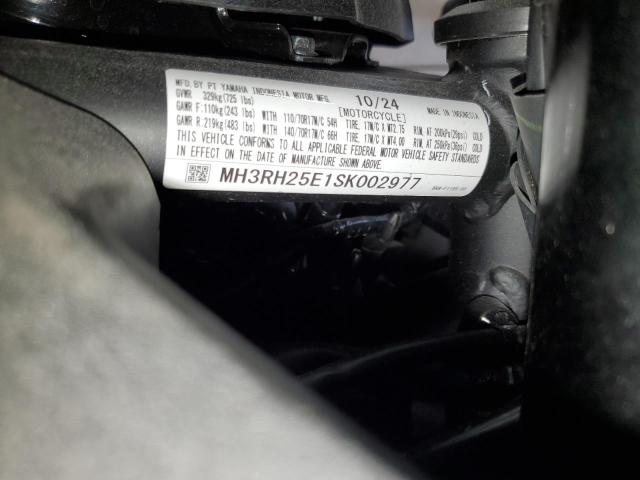 MFD. BY PT YAMAHA INDONESIA MOTOR MFG. 10/24 MADE IN INDONESIA
GVWR 329kg(725 lbs) [MOTORCYCLE]
GAWR F: 110kg(243 lbs) WITH 110/70R17M/C 54H TIRE, 17M/C X MT2.75 RIM, AT 200kPa(29psi) COLD
GAWR R: 219kg(483 lbs) WITH 140/70R17M/C 66H TIRE, 17M/C X MT4.00 RIM, AT 250kPa(36psi) COLD
THIS VEHICLE CONFORMS TO ALL APPLICABLE FEDERAL MOTOR VEHICLE SAFETY STANDARDS
IN EFFECT ON THE DATE OF MANUFACTURE SHOWN ABOVE.
MH3RH25E1SK002977